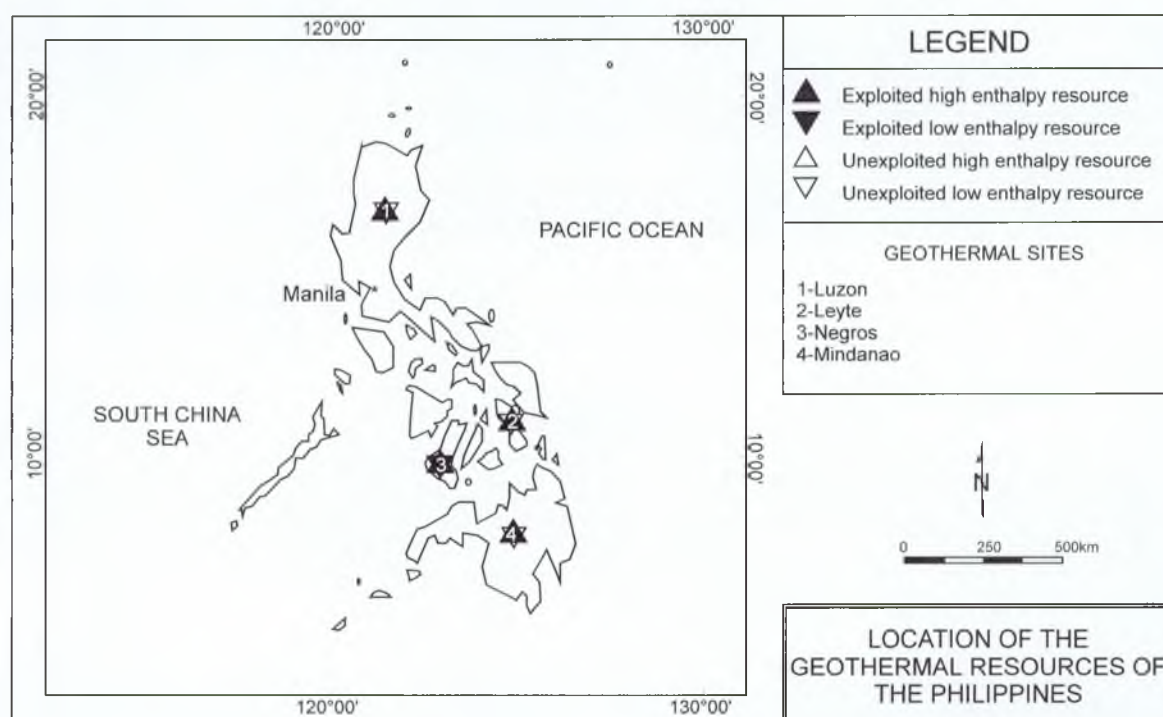 120°00'
130°00'
20°00'
20°00'
1
PACIFIC OCEAN
Manila
SOUTH CHINA
SEA
2
10°00'
10°00'
3
4
120°00'
130°00'
LEGEND
Exploited high enthalpy resource
Exploited low enthalpy resource
Unexploited high enthalpy resource
Unexploited low enthalpy resource
GEOTHERMAL SITES
1-Luzon
2-Leyte
3-Negros
4-Mindanao
N
0 250 500km
LOCATION OF THE
GEOTHERMAL RESOURCES OF
THE PHILIPPINES